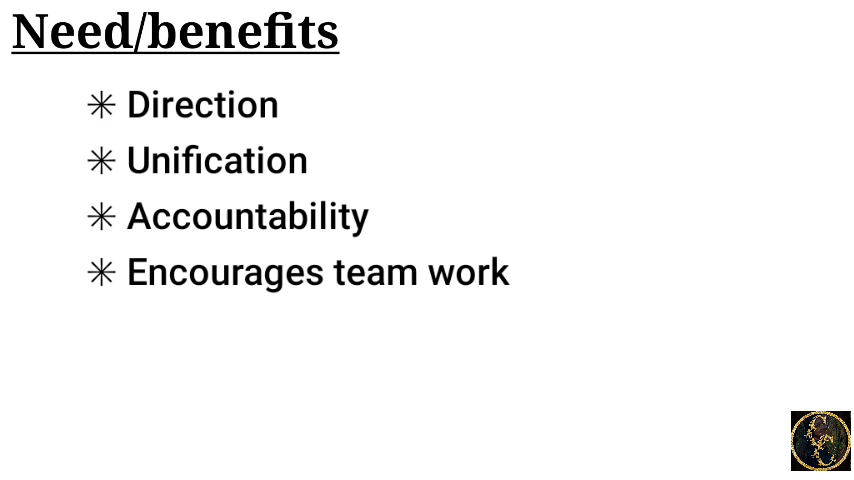 Need/benefits
✳ Direction
✳ Unification
✳ Accountability
✳ Encourages team work